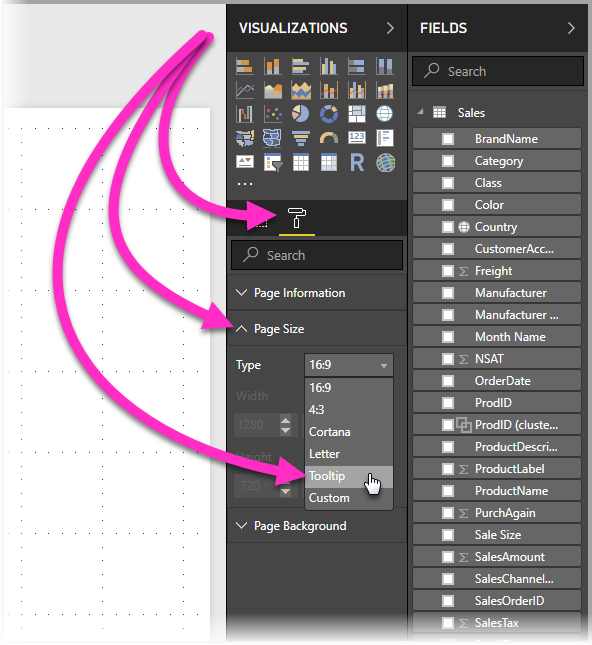 VISUALIZATIONS
FIELDS
Search
Search
Sales
BrandName
Category
Class
Color
Country
CustomerAcc...
Freight
Manufacturer
Manufacturer ...
Month Name
NSAT
OrderDate
ProdID
ProdID (cluste...
ProductDescri...
ProductLabel
ProductName
PurchAgain
Sale Size
SalesAmount
SalesChannel...
SalesOrderID
SalesTax
123
R
Page Information
Page Size
Type
16:9
16:9
4:3
Cortana
Letter
Tooltip
Custom
Width
1280
Height
720
Page Background